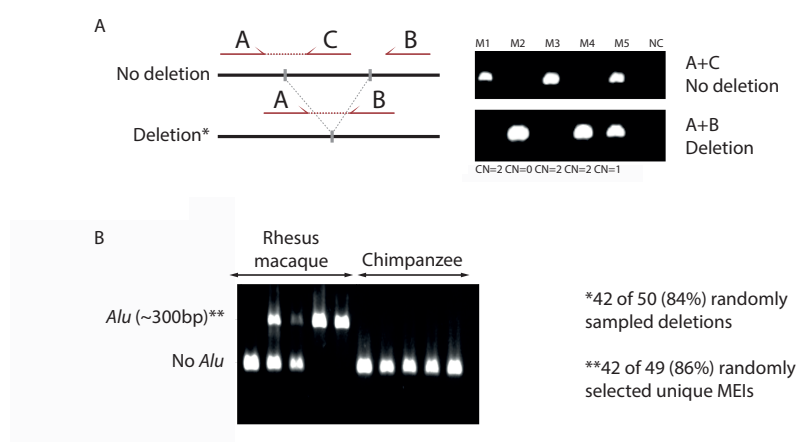 A
A C B
No deletion
A B
Deletion*
M1 M2 M3 M4 M5 NC
A+C
No deletion
A+B
Deletion
CN=2 CN=0 CN=2 CN=2 CN=1
B
Rhesus
macaque
Chimpanzee
Alu (~300bp)**
No Alu
*42 of 50 (84%) randomly
sampled deletions
**42 of 49 (86%) randomly
selected unique MEIs